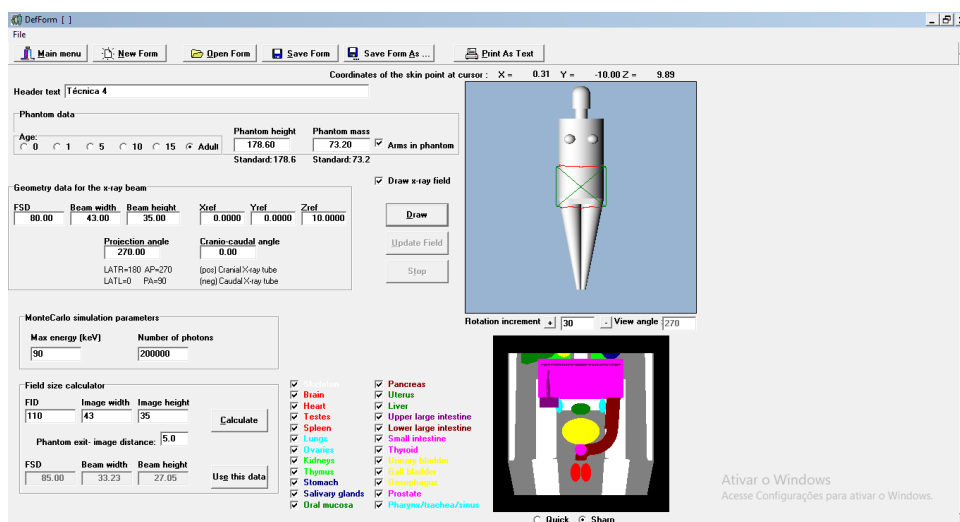 DefForm [ ]
File
Main menu New Form Open Form Save Form Save Form As ... Print As Text
Coordinates of the skin point at cursor : X = 0.31 Y = -10.00 Z = 9.89
Header text Técnica 4
Phantom data
Age:
0 1 5 10 15 Adult
Phantom height Phantom mass
178.60 73.20 Arms in phantom
Standard: 178.6 Standard: 73.2
Draw x-ray field
Geometry data for the x-ray beam
FSD Beam width Beam height Xref Yref Zref
80.00 43.00 35.00 0.0000 0.0000 10.0000
Projection angle Cranio-caudal angle
270.00 0.00
LATR=180 AP=270 (pos) Cranial X-ray tube
LATL=0 PA=90 (neg) Caudal X-ray tube
Draw
Update Field
Stop
Rotation increment + 30 - View angle 270
MonteCarlo simulation parameters
Max energy (keV) Number of photons
90 200000
Field size calculator
FID Image width Image height
110 43 35
Calculate
Phantom exit- image distance: 5.0
FSD Beam width Beam height
85.00 33.23 27.05
Use this data
Skeleton
Brain
Heart
Testes
Spleen
Lungs
Ovaries
Kidneys
Thymus
Stomach
Salivary glands
Oral mucosa
Pancreas
Uterus
Liver
Upper large intestine
Lower large intestine
Small intestine
Thyroid
Urinary bladder
Gall bladder
Oesophagus
Prostate
Pharynx/trachea/sinus
Quick Sharp
Ativar o Windows
Acesse Configurações para ativar o Windows.